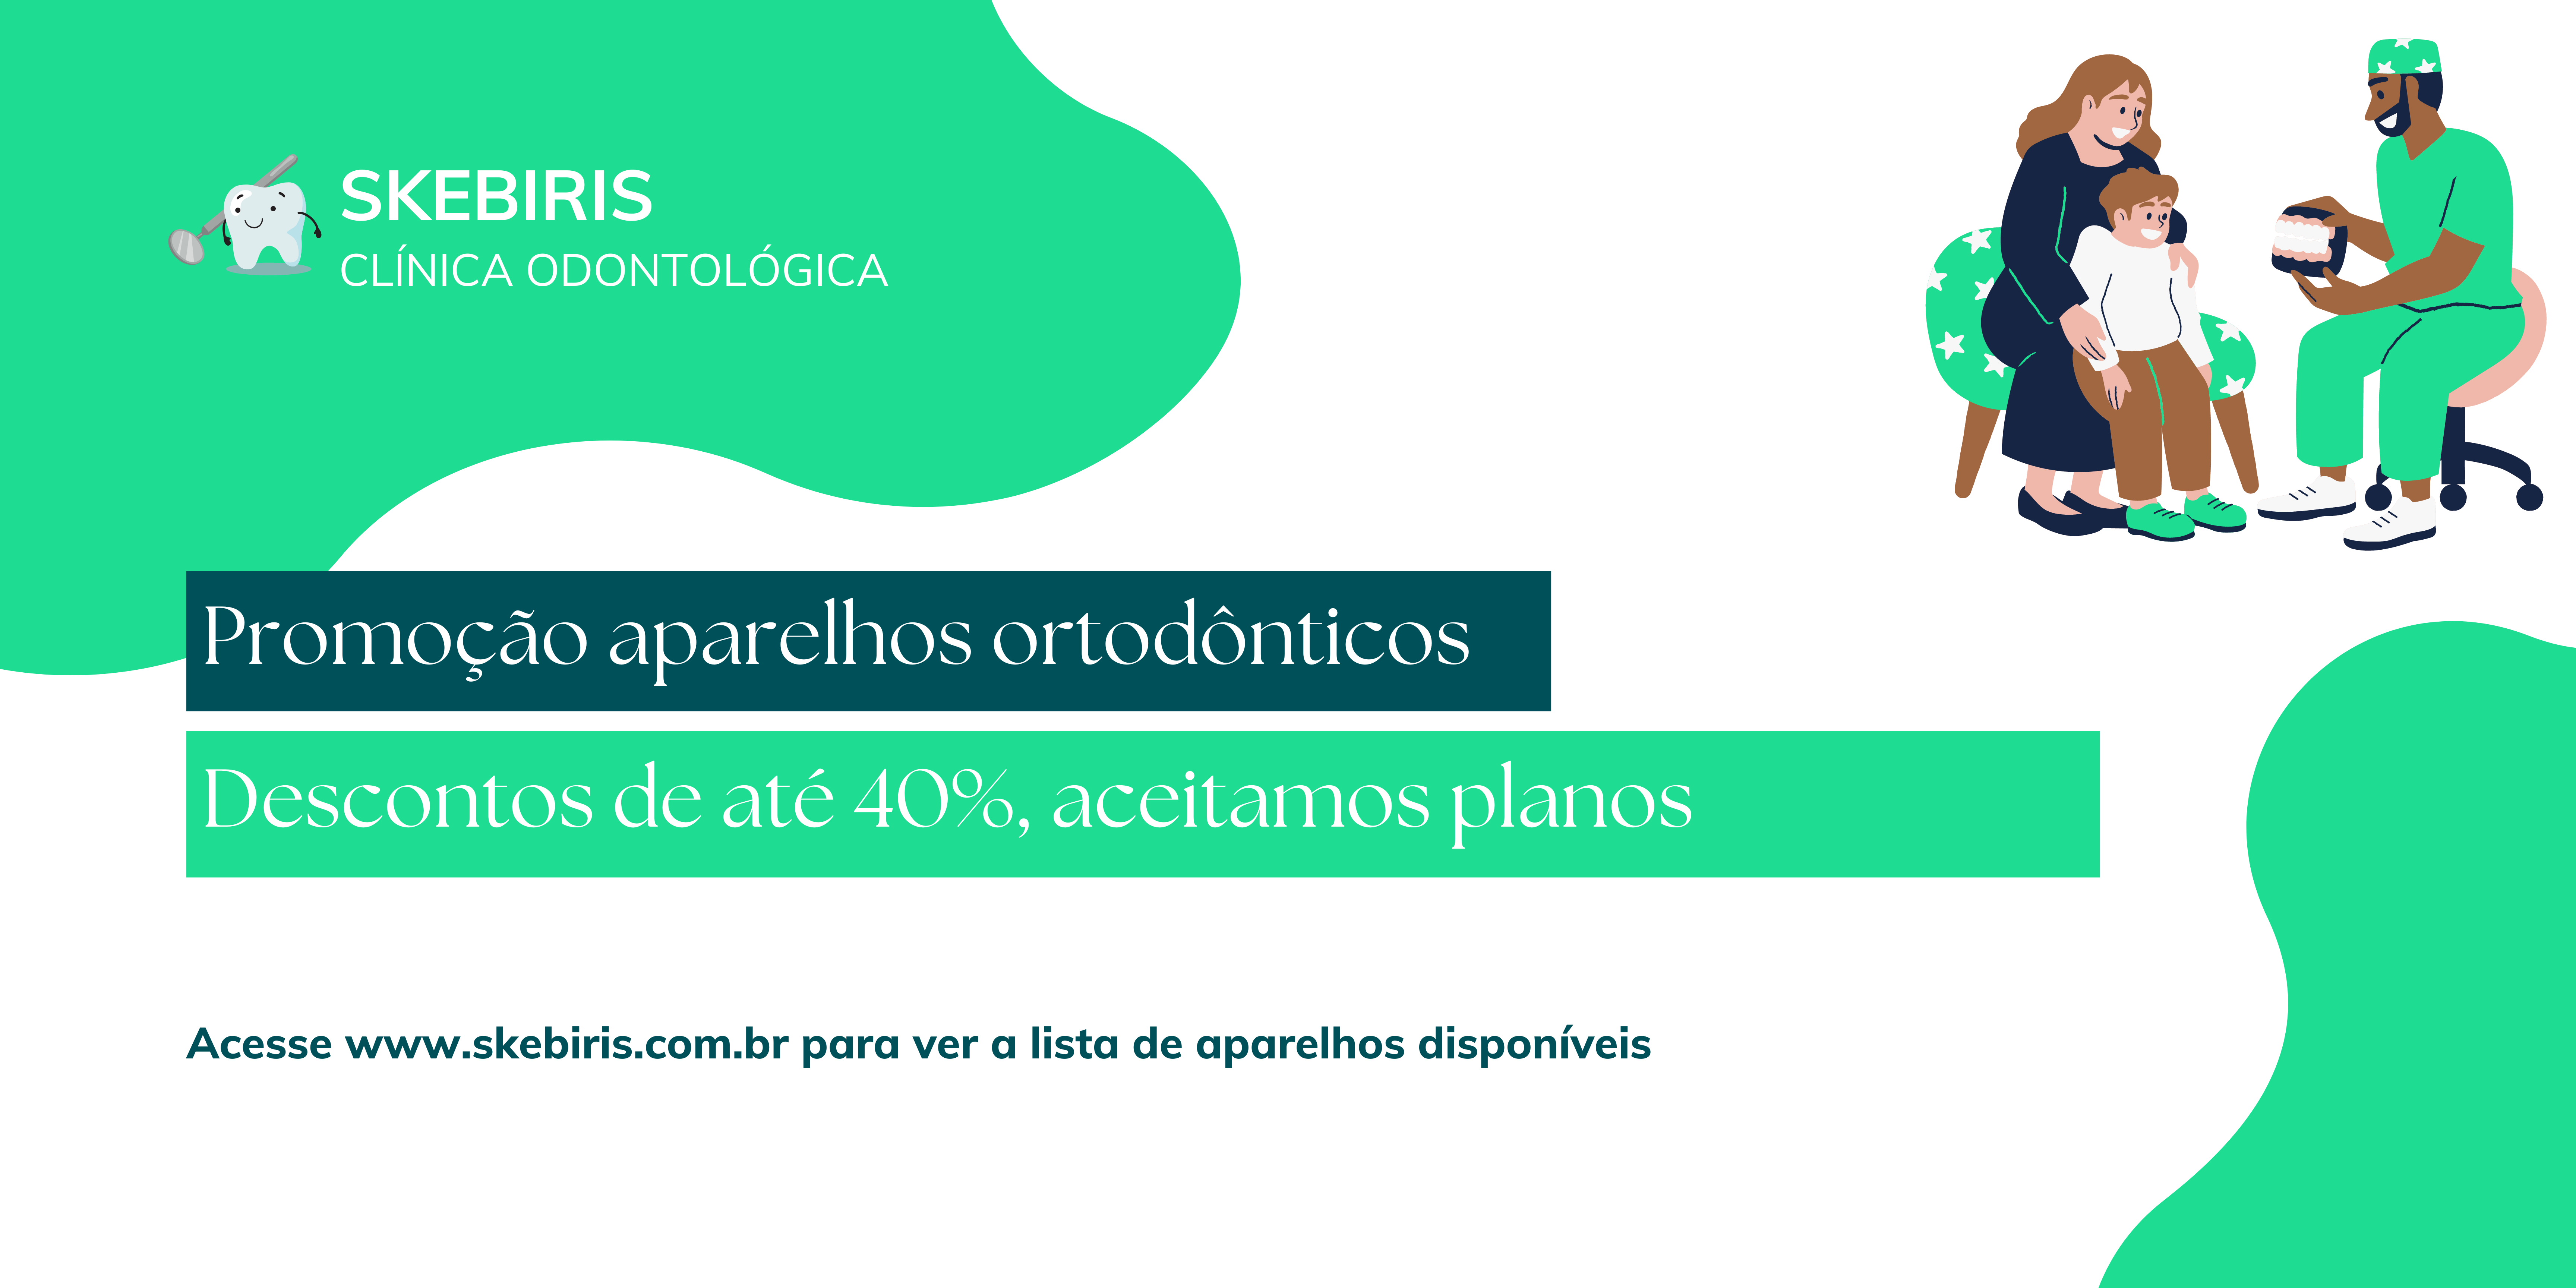 SKEBIRIS
CLÍNICA ODONTOLÓGICA
Promoção aparelhos ortodônticos
Descontos de até 40%, aceitamos planos
Acesse www.skebiris.com.br para ver a lista de aparelhos disponíveis